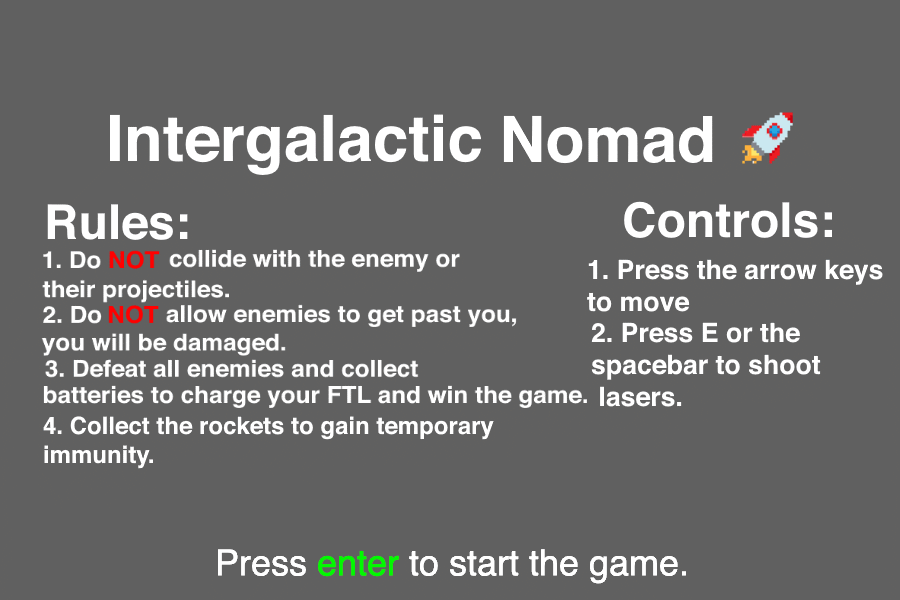 Intergalactic Nomad 🚀
Rules:
1. Do NOT collide with the enemy or
their projectiles.
2. Do NOT allow enemies to get past you,
you will be damaged.
3. Defeat all enemies and collect
batteries to charge your FTL and win the game.
4. Collect the rockets to gain temporary
immunity.
Controls:
1. Press the arrow keys
to move
2. Press E or the
spacebar to shoot
lasers.
Press enter to start the game.